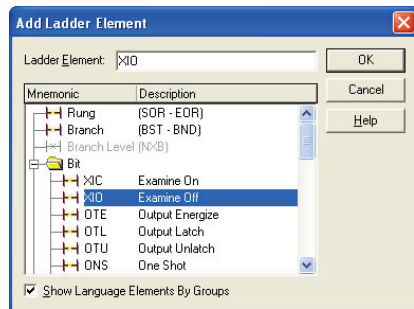 Add Ladder Element
Ladder Element: XIO
OK
Cancel
Help
Mnemonic Description
Rung (SOR - EOR)
Branch (BST - BND)
Branch Level (NXB)
Bit
XIC Examine On
XIO Examine Off
OTE Output Energize
OTL Output Latch
OTU Output Unlatch
ONS One Shot
Show Language Elements By Groups